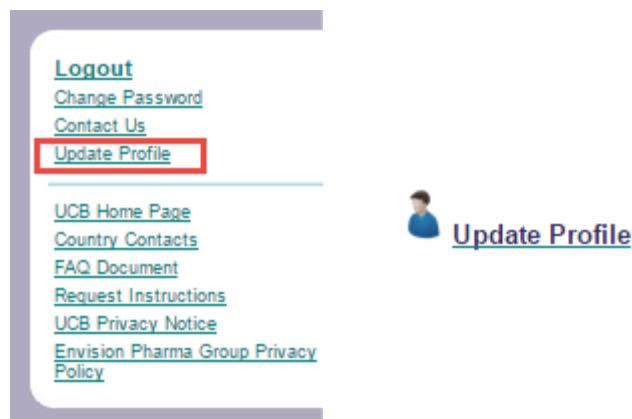 Logout
Change Password
Contact Us
Update Profile
UCB Home Page
Country Contacts
FAQ Document
Request Instructions
UCB Privacy Notice
Envision Pharma Group Privacy
Policy
Update Profile